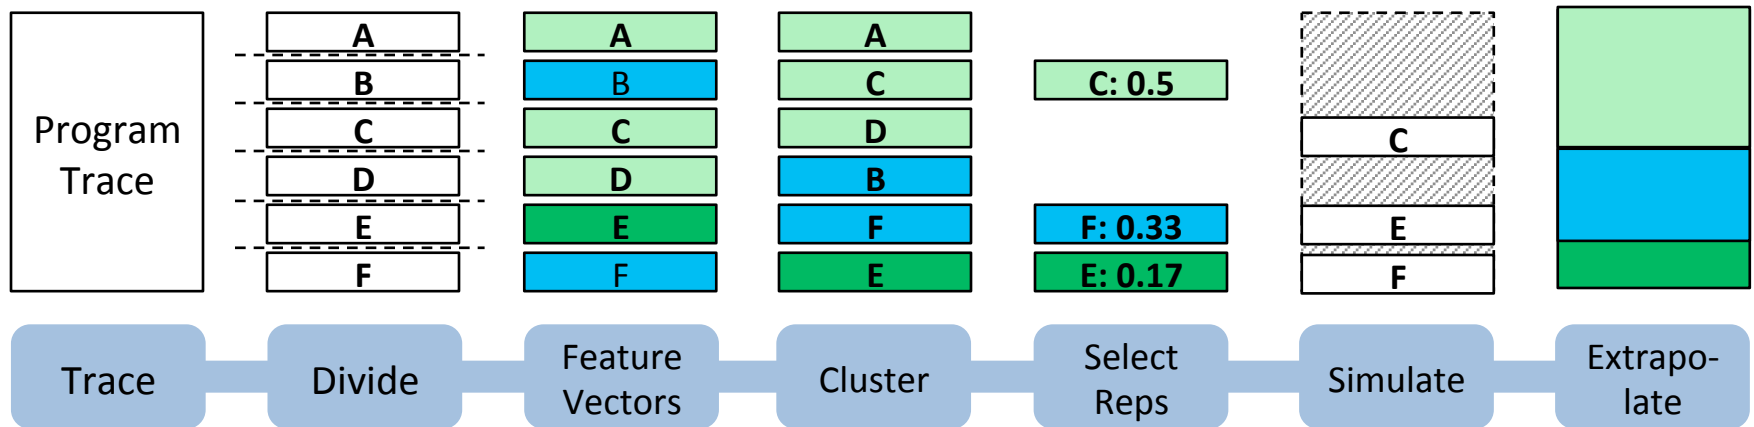 Program
Trace
A
B
C
D
E
F
A
B
C
D
E
F
A
C
D
B
F
E
C: 0.5
F: 0.33
E: 0.17
C
E
F
Trace
Divide
Feature
Vectors
Cluster
Select
Reps
Simulate
Extrapo-
late